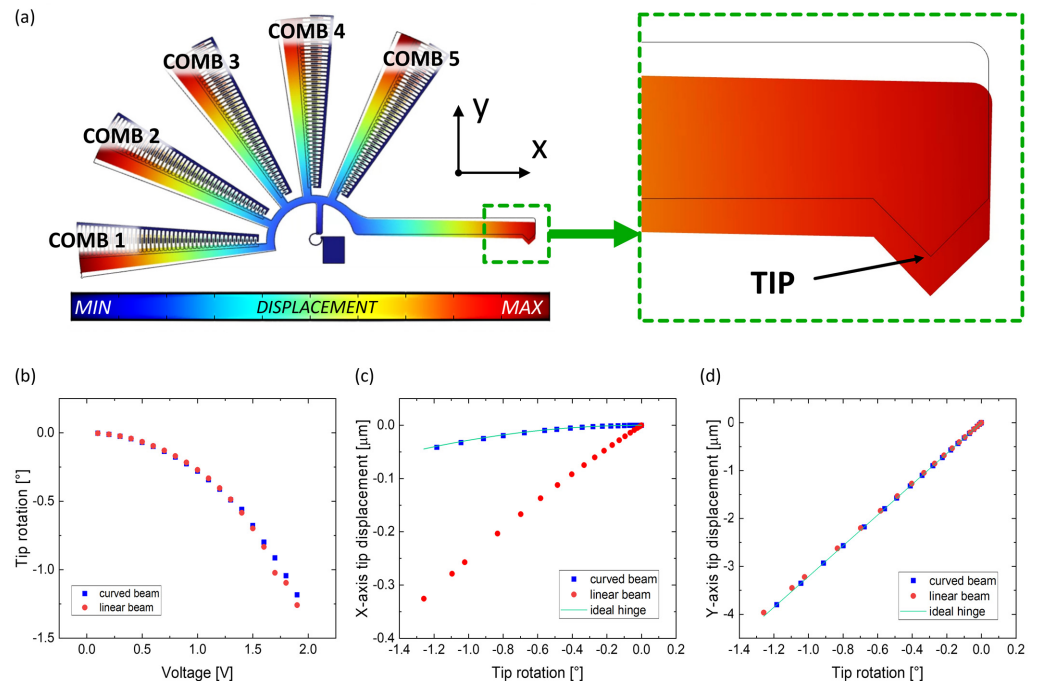 (a)
COMB 4
COMB 3
COMB 5
COMB 2
COMB 1
y
x
TIP
MIN
DISPLACEMENT
MAX
(b)
(c)
(d)
0.0
-0.5
-1.0
-1.5
Tip rotation [°]
curved beam
linear beam
0.0 0.5 1.0 1.5 2.0
Voltage [V]
0.0
-0.1
-0.2
-0.3
-0.4
X-axis tip displacement [μm]
curved beam
linear beam
ideal hinge
-1.4 -1.2 -1.0 -0.8 -0.6 -0.4 -0.2 0.0 0.2
Tip rotation [°]
0
-1
-2
-3
-4
Y-axis tip displacement [μm]
curved beam
linear beam
ideal hinge
-1.4 -1.2 -1.0 -0.8 -0.6 -0.4 -0.2 0.0 0.2
Tip rotation [°]